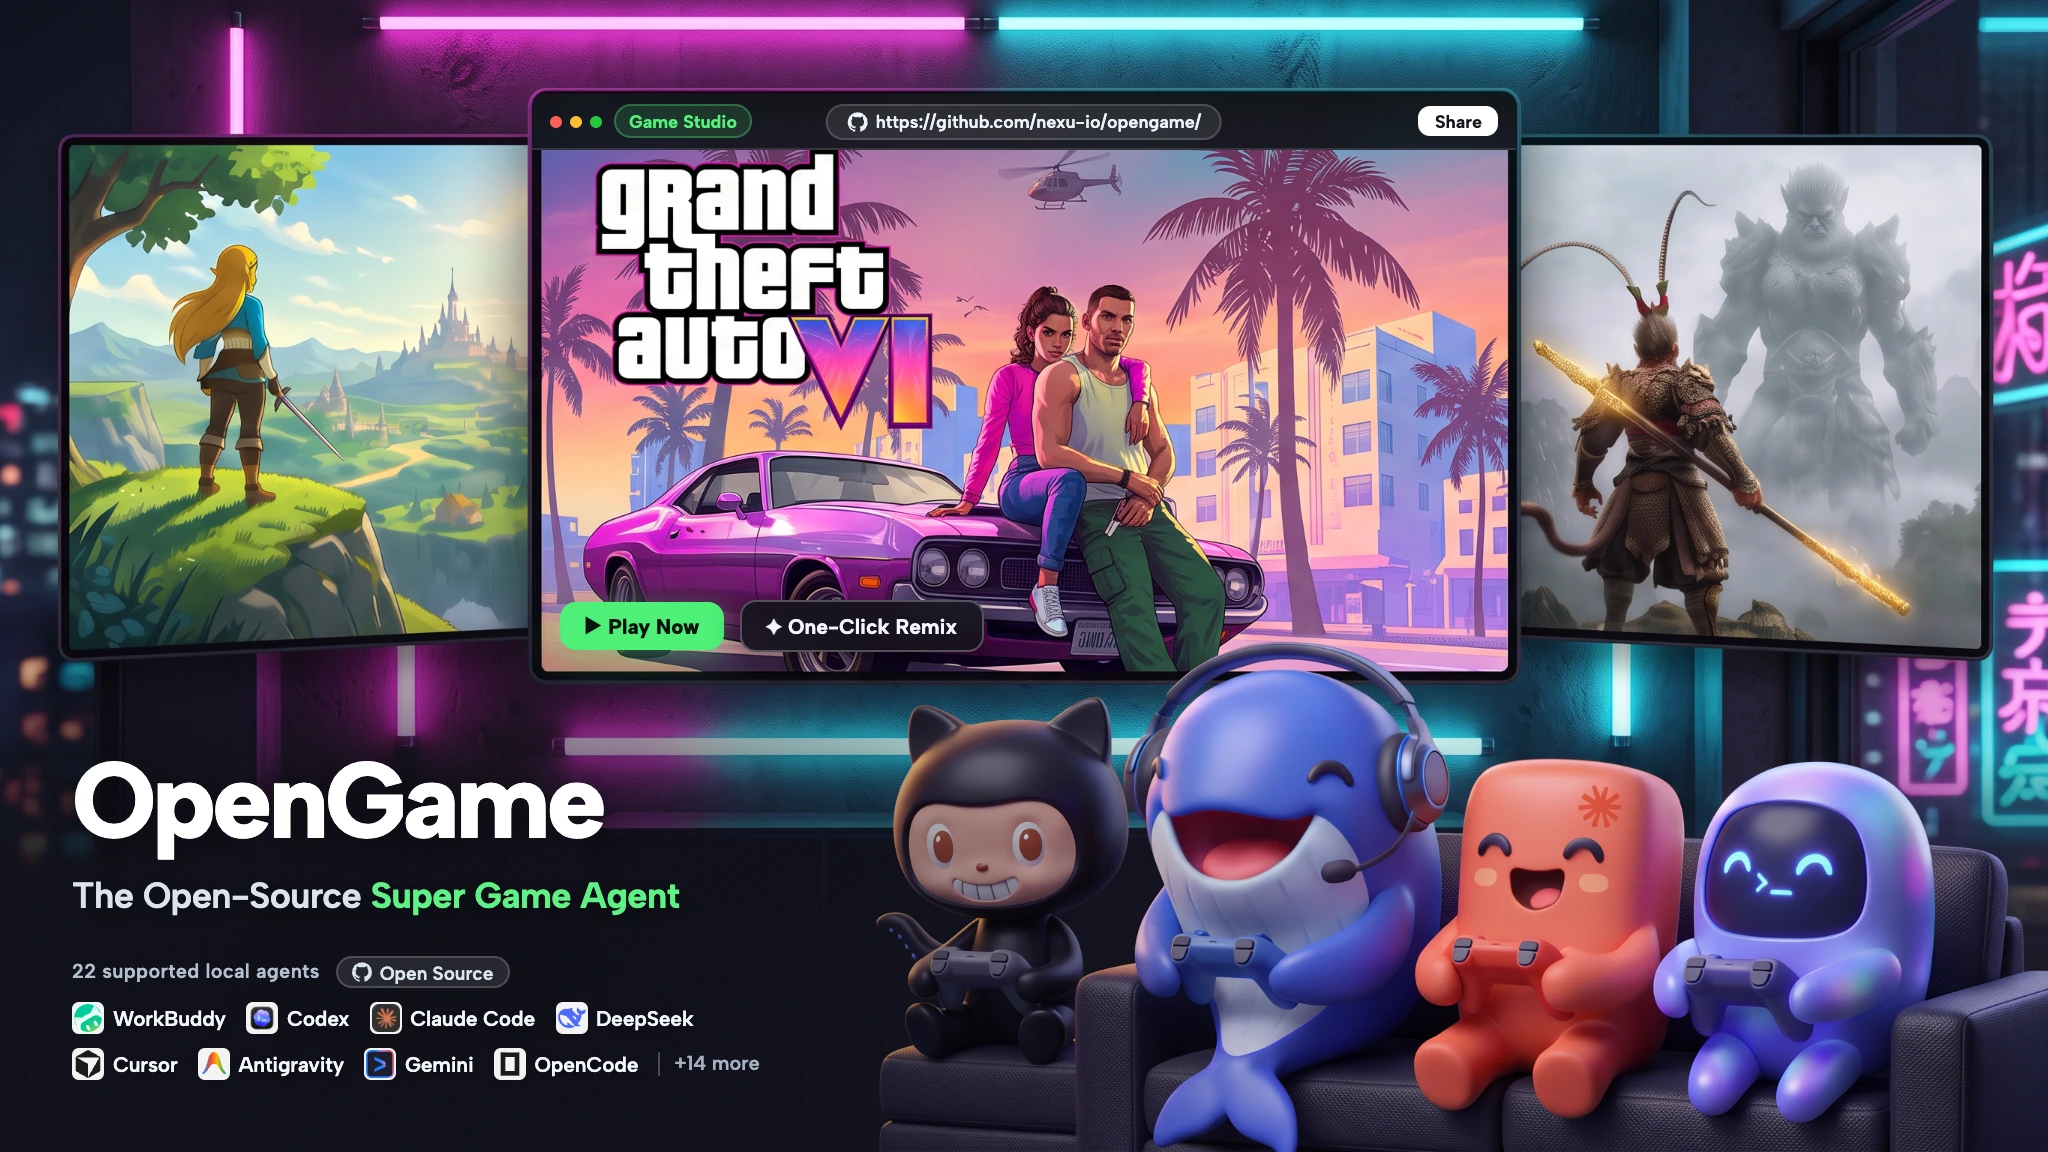 Game Studio
https://github.com/nexu-io/opengame/
Share
grand
theft
auto VI
▶ Play Now
✦ One-Click Remix
OpenGame
The Open-Source Super Game Agent
22 supported local agents
Open Source
WorkBuddy Codex Claude Code DeepSeek
Cursor Antigravity Gemini OpenCode | +14 more